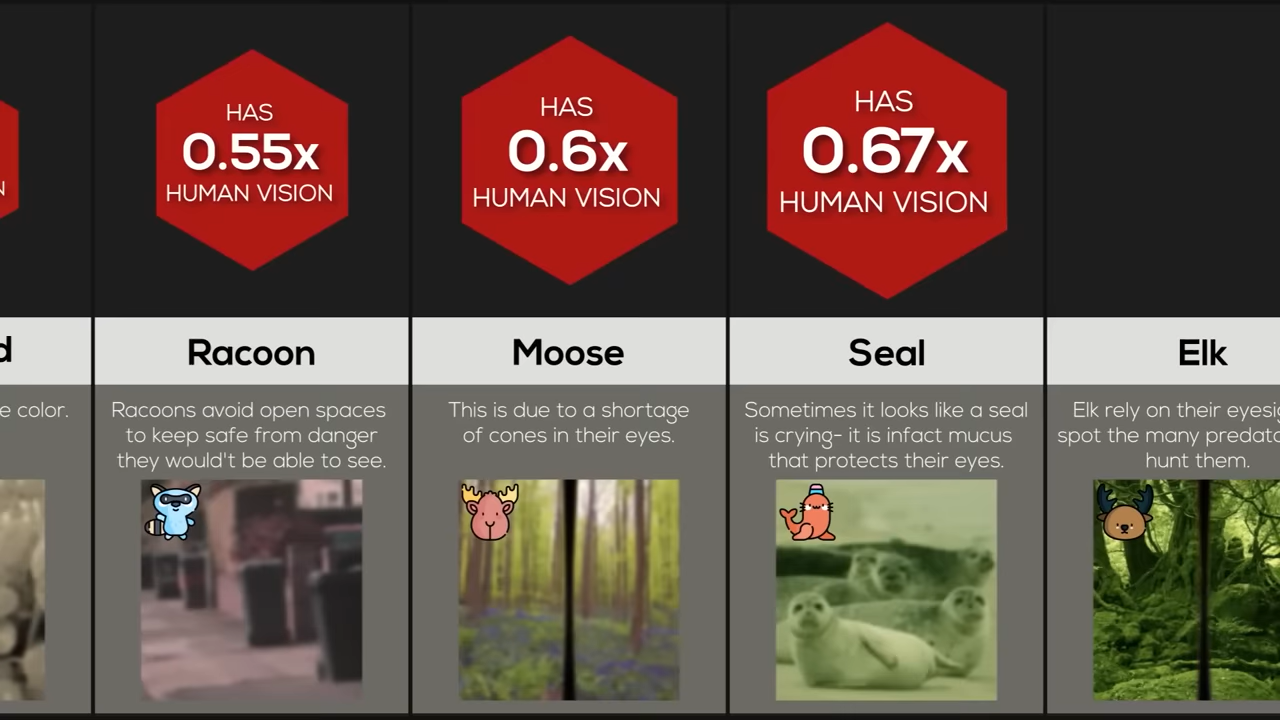 N
d
e color.
HAS
0.55x
HUMAN VISION
Racoon
Racoons avoid open spaces
to keep safe from danger
they would't be able to see.
HAS
0.6x
HUMAN VISION
Moose
This is due to a shortage
of cones in their eyes.
HAS
0.67x
HUMAN VISION
Seal
Sometimes it looks like a seal
is crying- it is infact mucus
that protects their eyes.
Elk
Elk rely on their eyesi
spot the many predato
hunt them.